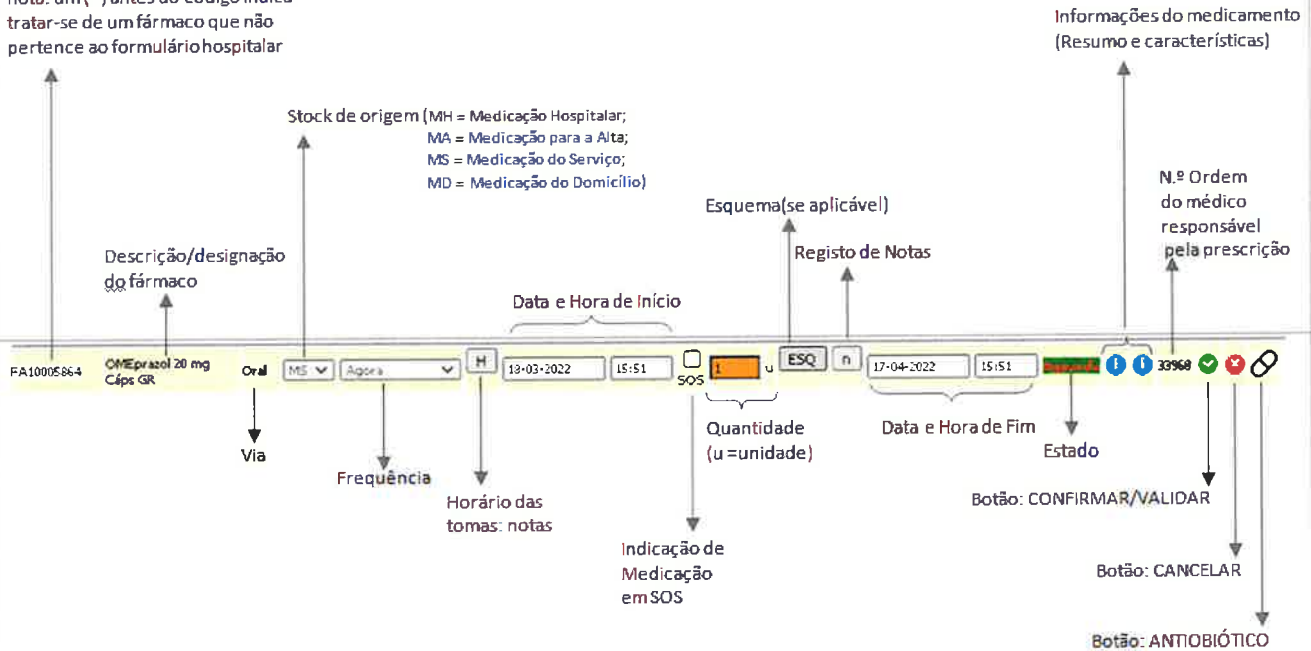 tratar-se de um fármaco que não
pertence ao formulário hospitalar
Informações do medicamento
(Resumo e características)
Stock de origem (MH = Medicação Hospitalar;
MA = Medicação para a Alta;
MS = Medicação do Serviço;
MD = Medicação do Domicílio)
N.º Ordem
do médico
responsável
pela prescrição
Esquema(se aplicável)
Registo de Notas
Descrição/designação
do fármaco
Data e Hora de Início
FA10005864 OMEprazol 20 mg Oral MS Agora H 18-03-2022 15:51 SOS 1 u ESQ n 17-04-2022 15:51 33968
Cáps GR
Via
Frequência
Horário das
tomas: notas
Quantidade
(u =unidade)
Data e Hora de Fim
Estado
Botão: CONFIRMAR/VALIDAR
Indicação de
Medicação
em SOS
Botão: CANCELAR
Botão: ANTIOBIÓTICO